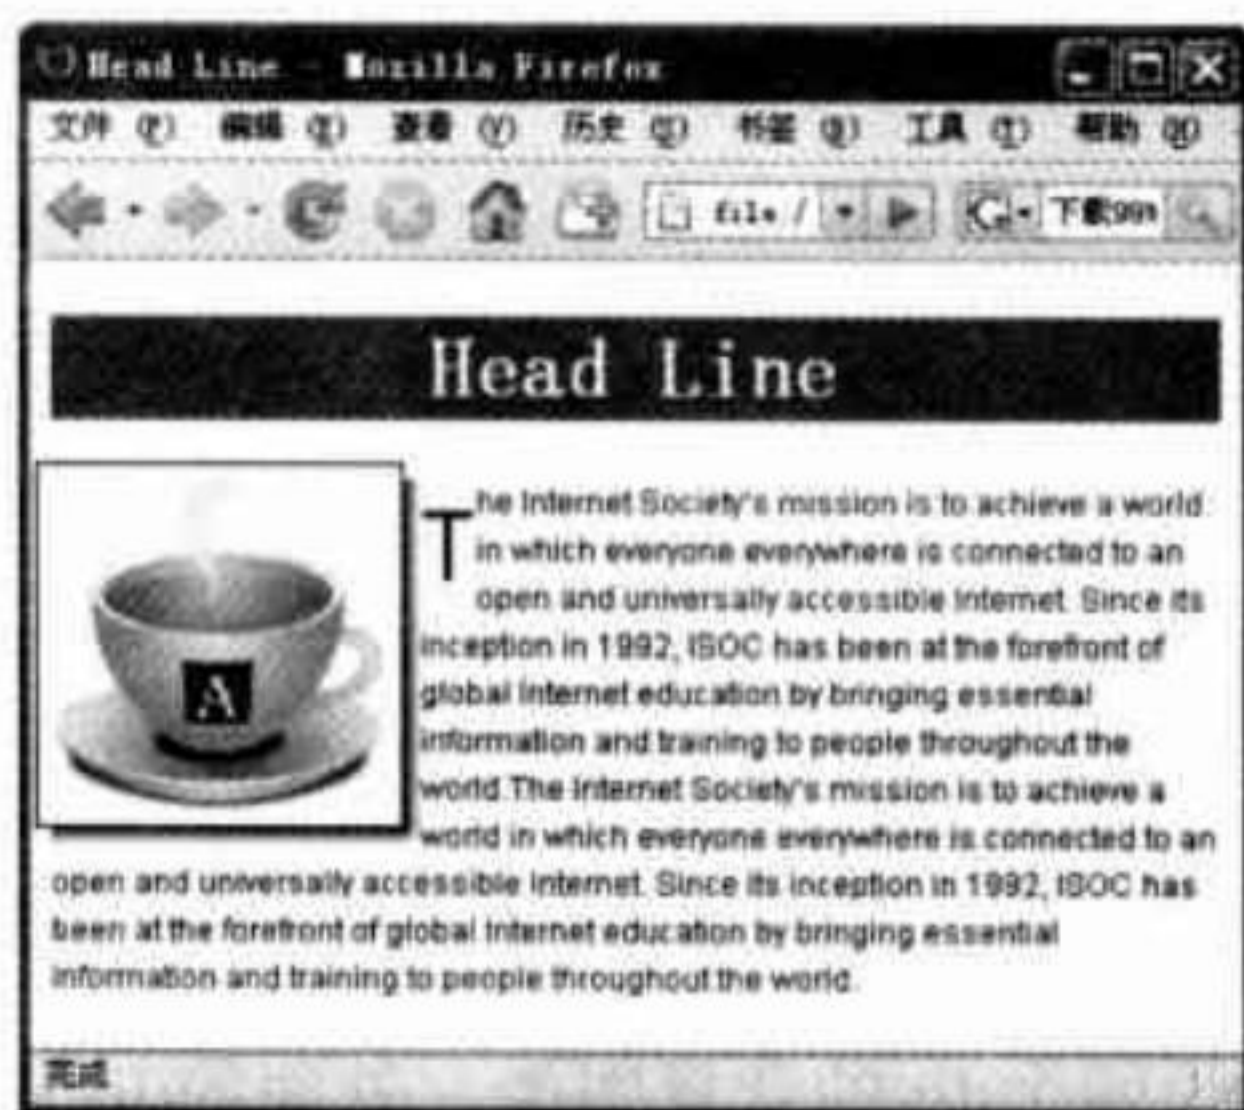 Head Line - Mozilla Firefox
文件 (F) 编辑 (E) 查看 (V) 历史 (S) 书签 (B) 工具 (T) 帮助 (H)
file / 下载99%
Head Line
The Internet Society's mission is to achieve a world
in which everyone everywhere is connected to an
open and universally accessible Internet. Since its
inception in 1992, ISOC has been at the forefront of
global Internet education by bringing essential
information and training to people throughout the
world.The Internet Society's mission is to achieve a
world in which everyone everywhere is connected to an
open and universally accessible Internet. Since its inception in 1992, ISOC has
been at the forefront of global Internet education by bringing essential
information and training to people throughout the world.
A
完成